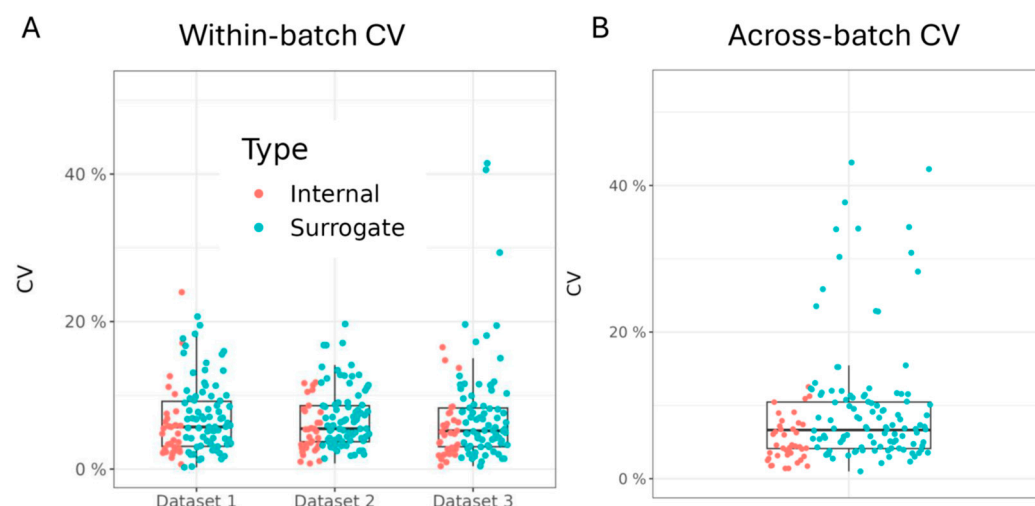 A
Within-batch CV
B
Across-batch CV
Type
Internal
Surrogate
CV
40 %
20 %
0 %
Dataset 1
Dataset 2
Dataset 3
CV
40 %
20 %
0 %